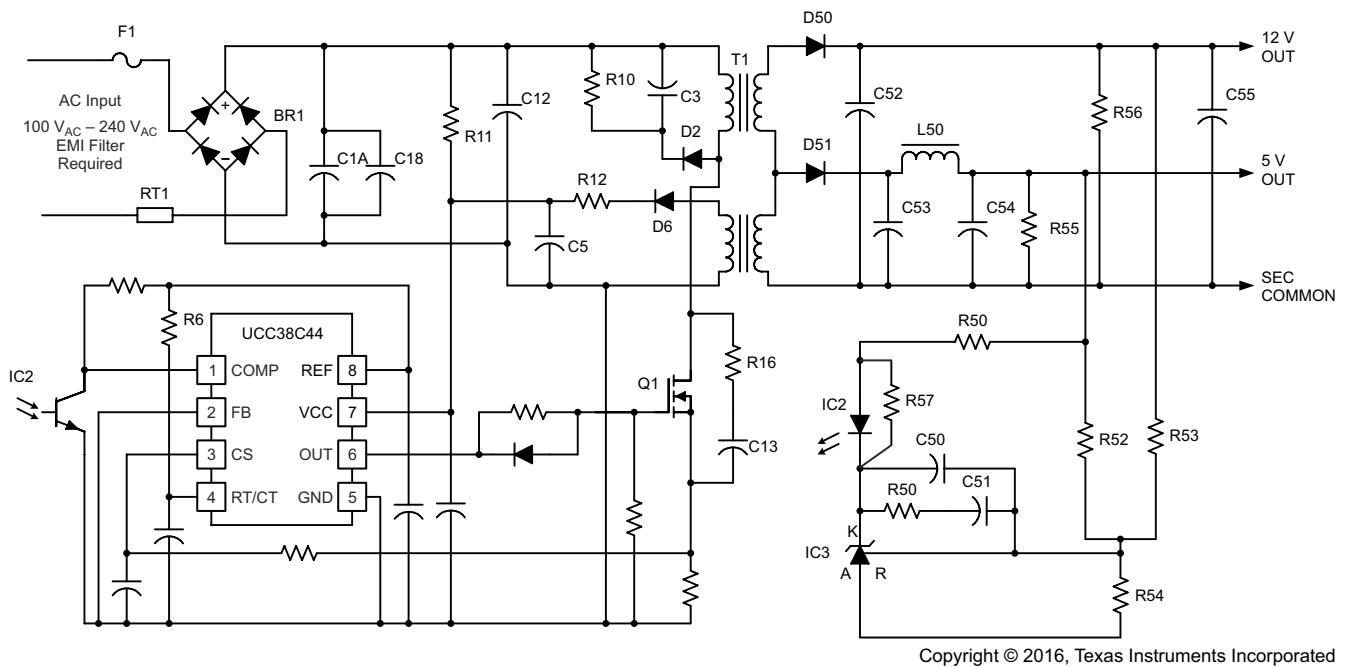 F1
AC Input
100 VAC – 240 VAC
EMI Filter
Required
RT1
BR1
+
–
C1A
C18
R11
C12
R10
C3
D2
T1
R12
D6
C5
D50
D51
C52
L50
C53
C54
R55
R56
C55
12 V
OUT
5 V
OUT
SEC
COMMON
R6
UCC38C44
IC2
1 COMP REF 8
2 FB VCC 7
3 CS OUT 6
4 RT/CT GND 5
Q1
R16
C13
R50
IC2
R57
C50
R50
C51
R52
R53
K
IC3
A R
R54
Copyright © 2016, Texas Instruments Incorporated